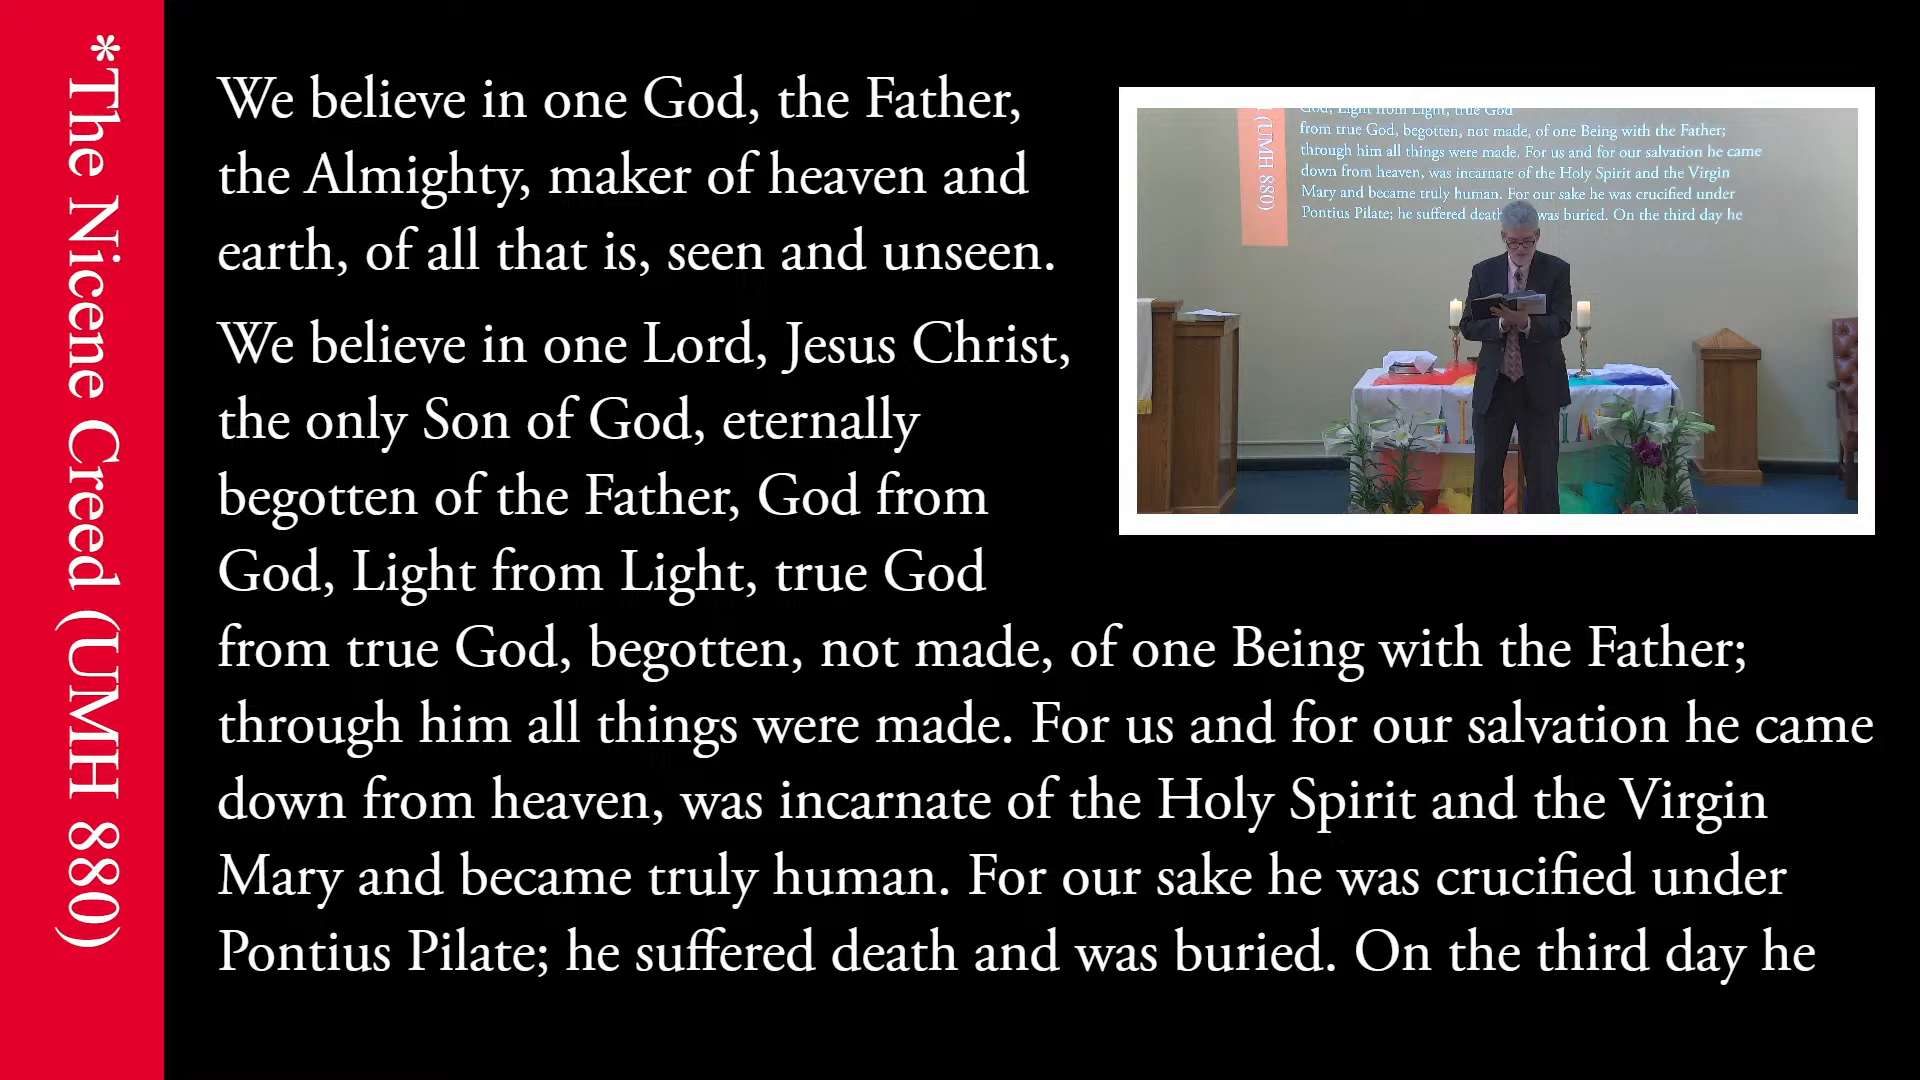 *The Nicene Creed (UMH 880)
We believe in one God, the Father,
the Almighty, maker of heaven and
earth, of all that is, seen and unseen.
We believe in one Lord, Jesus Christ,
the only Son of God, eternally
begotten of the Father, God from
God, Light from Light, true God
from true God, begotten, not made, of one Being with the Father;
through him all things were made. For us and for our salvation he came
down from heaven, was incarnate of the Holy Spirit and the Virgin
Mary and became truly human. For our sake he was crucified under
Pontius Pilate; he suffered death and was buried. On the third day he
(UMH 880)
God, Light from Light, true God
from true God, begotten, not made, of one Being with the Father;
through him all things were made. For us and for our salvation he came
down from heaven, was incarnate of the Holy Spirit and the Virgin
Mary and became truly human. For our sake he was crucified under
Pontius Pilate; he suffered death was buried. On the third day he